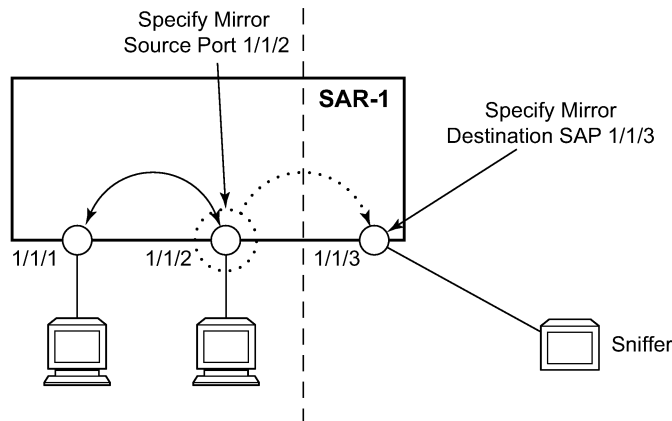 Specify Mirror
Source Port 1/1/2
SAR-1
Specify Mirror
Destination SAP 1/1/3
1/1/1
1/1/2
1/1/3
Sniffer